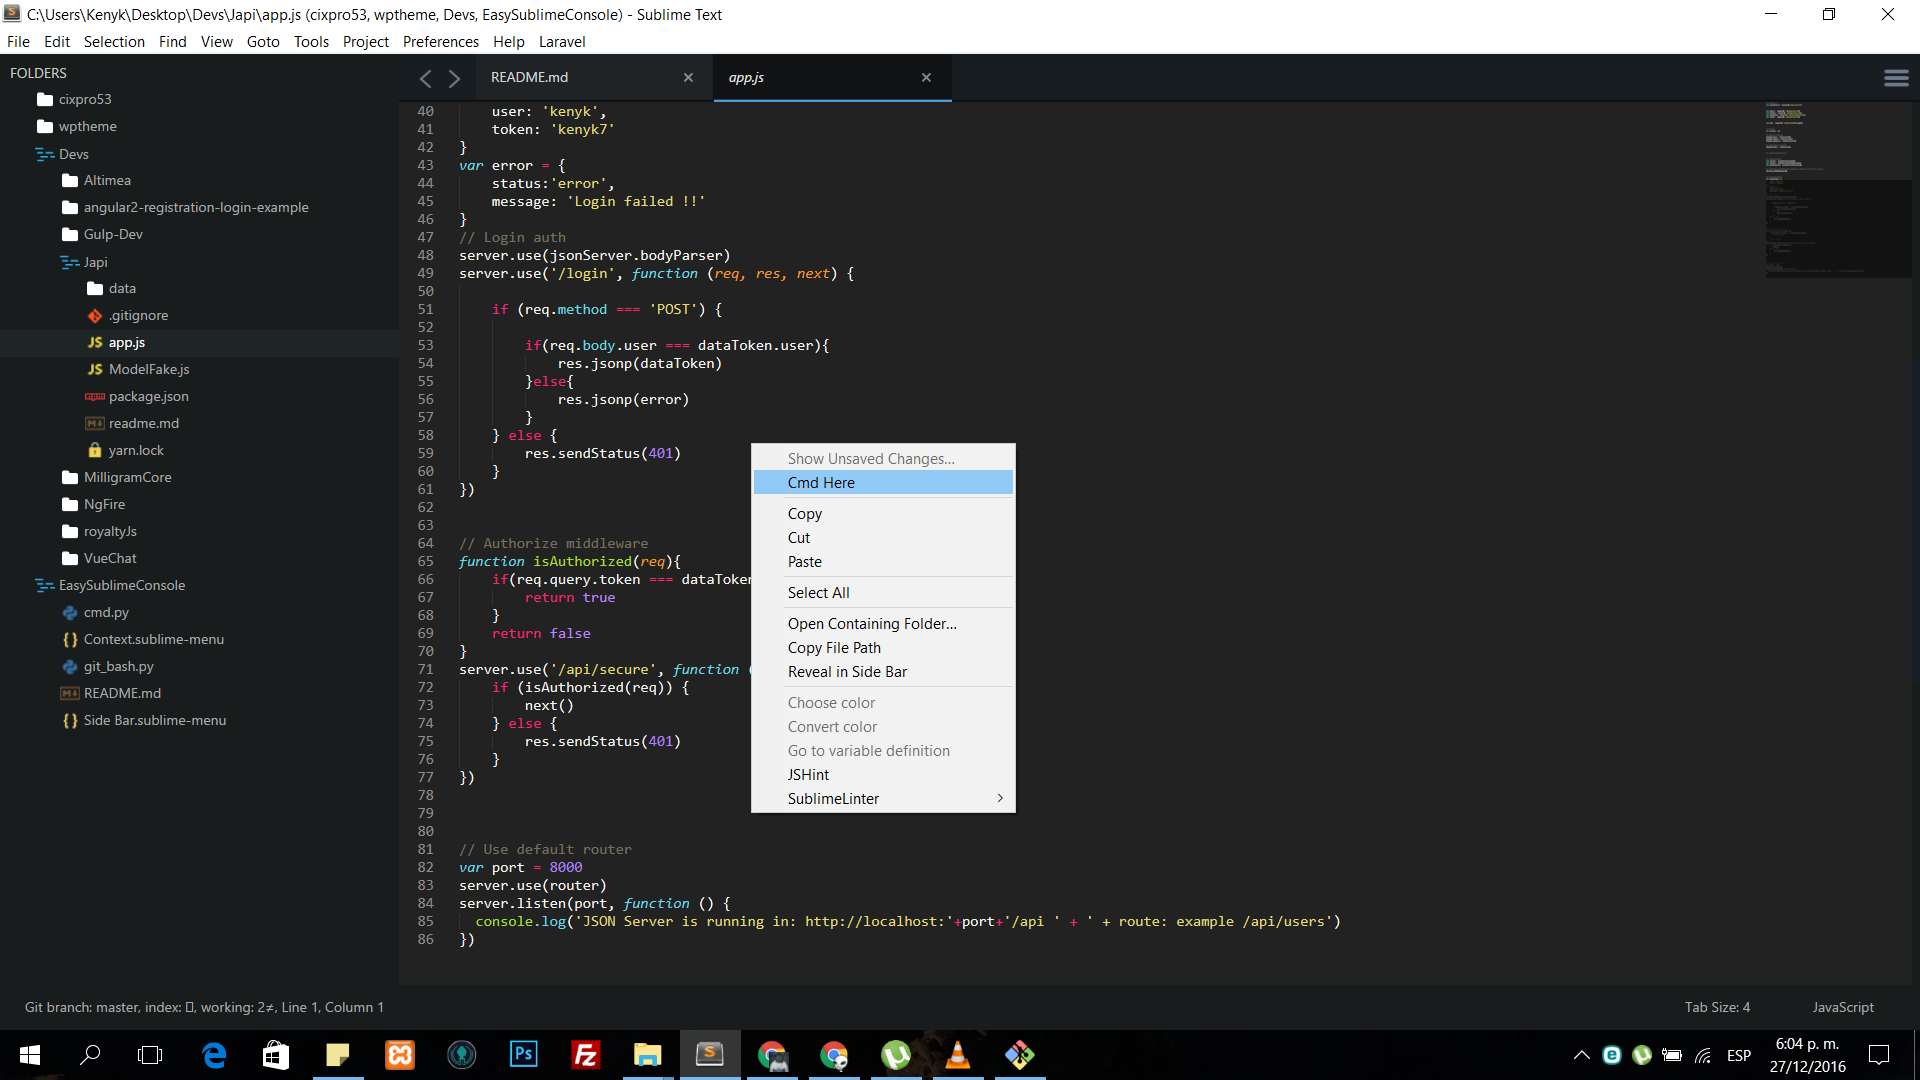 C:\Users\Kenyk\Desktop\Devs\Japi\app.js (cixpro53, wptheme, Devs, EasySublimeConsole) - Sublime Text
File Edit Selection Find View Goto Tools Project Preferences Help Laravel
FOLDERS
cixpro53
wptheme
Devs
Altimea
angular2-registration-login-example
Gulp-Dev
Japi
data
.gitignore
JS app.js
JS ModelFake.js
npm package.json
M↓ readme.md
yarn.lock
MilligramCore
NgFire
royaltyJs
VueChat
EasySublimeConsole
cmd.py
{} Context.sublime-menu
git_bash.py
M↓ README.md
{} Side Bar.sublime-menu
README.md
app.js
40 user: 'kenyk',
41 token: 'kenyk7'
42 }
43 var error = {
44 status:'error',
45 message: 'Login failed !!'
46 }
47 // Login auth
48 server.use(jsonServer.bodyParser)
49 server.use('/login', function (req, res, next) {
50
51 if (req.method === 'POST') {
52
53 if(req.body.user === dataToken.user){
54 res.jsonp(dataToken)
55 }else{
56 res.jsonp(error)
57 }
58 } else {
59 res.sendStatus(401)
60 }
61 })
62
63
64 // Authorize middleware
65 function isAuthorized(req){
66 if(req.query.token === dataToken
67 return true
68 }
69 return false
70 }
71 server.use('/api/secure', function (
72 if (isAuthorized(req)) {
73 next()
74 } else {
75 res.sendStatus(401)
76 }
77 })
78
79
80
81 // Use default router
82 var port = 8000
83 server.use(router)
84 server.listen(port, function () {
85 console.log('JSON Server is running in: http://localhost:'+port+'/api ' + ' + route: example /api/users')
86 })
Show Unsaved Changes...
Cmd Here
Copy
Cut
Paste
Select All
Open Containing Folder...
Copy File Path
Reveal in Side Bar
Choose color
Convert color
Go to variable definition
JSHint
SublimeLinter
Git branch: master, index: ▯, working: 2≠, Line 1, Column 1
Tab Size: 4
JavaScript
Ps
Fz
ESP
6:04 p. m.
27/12/2016